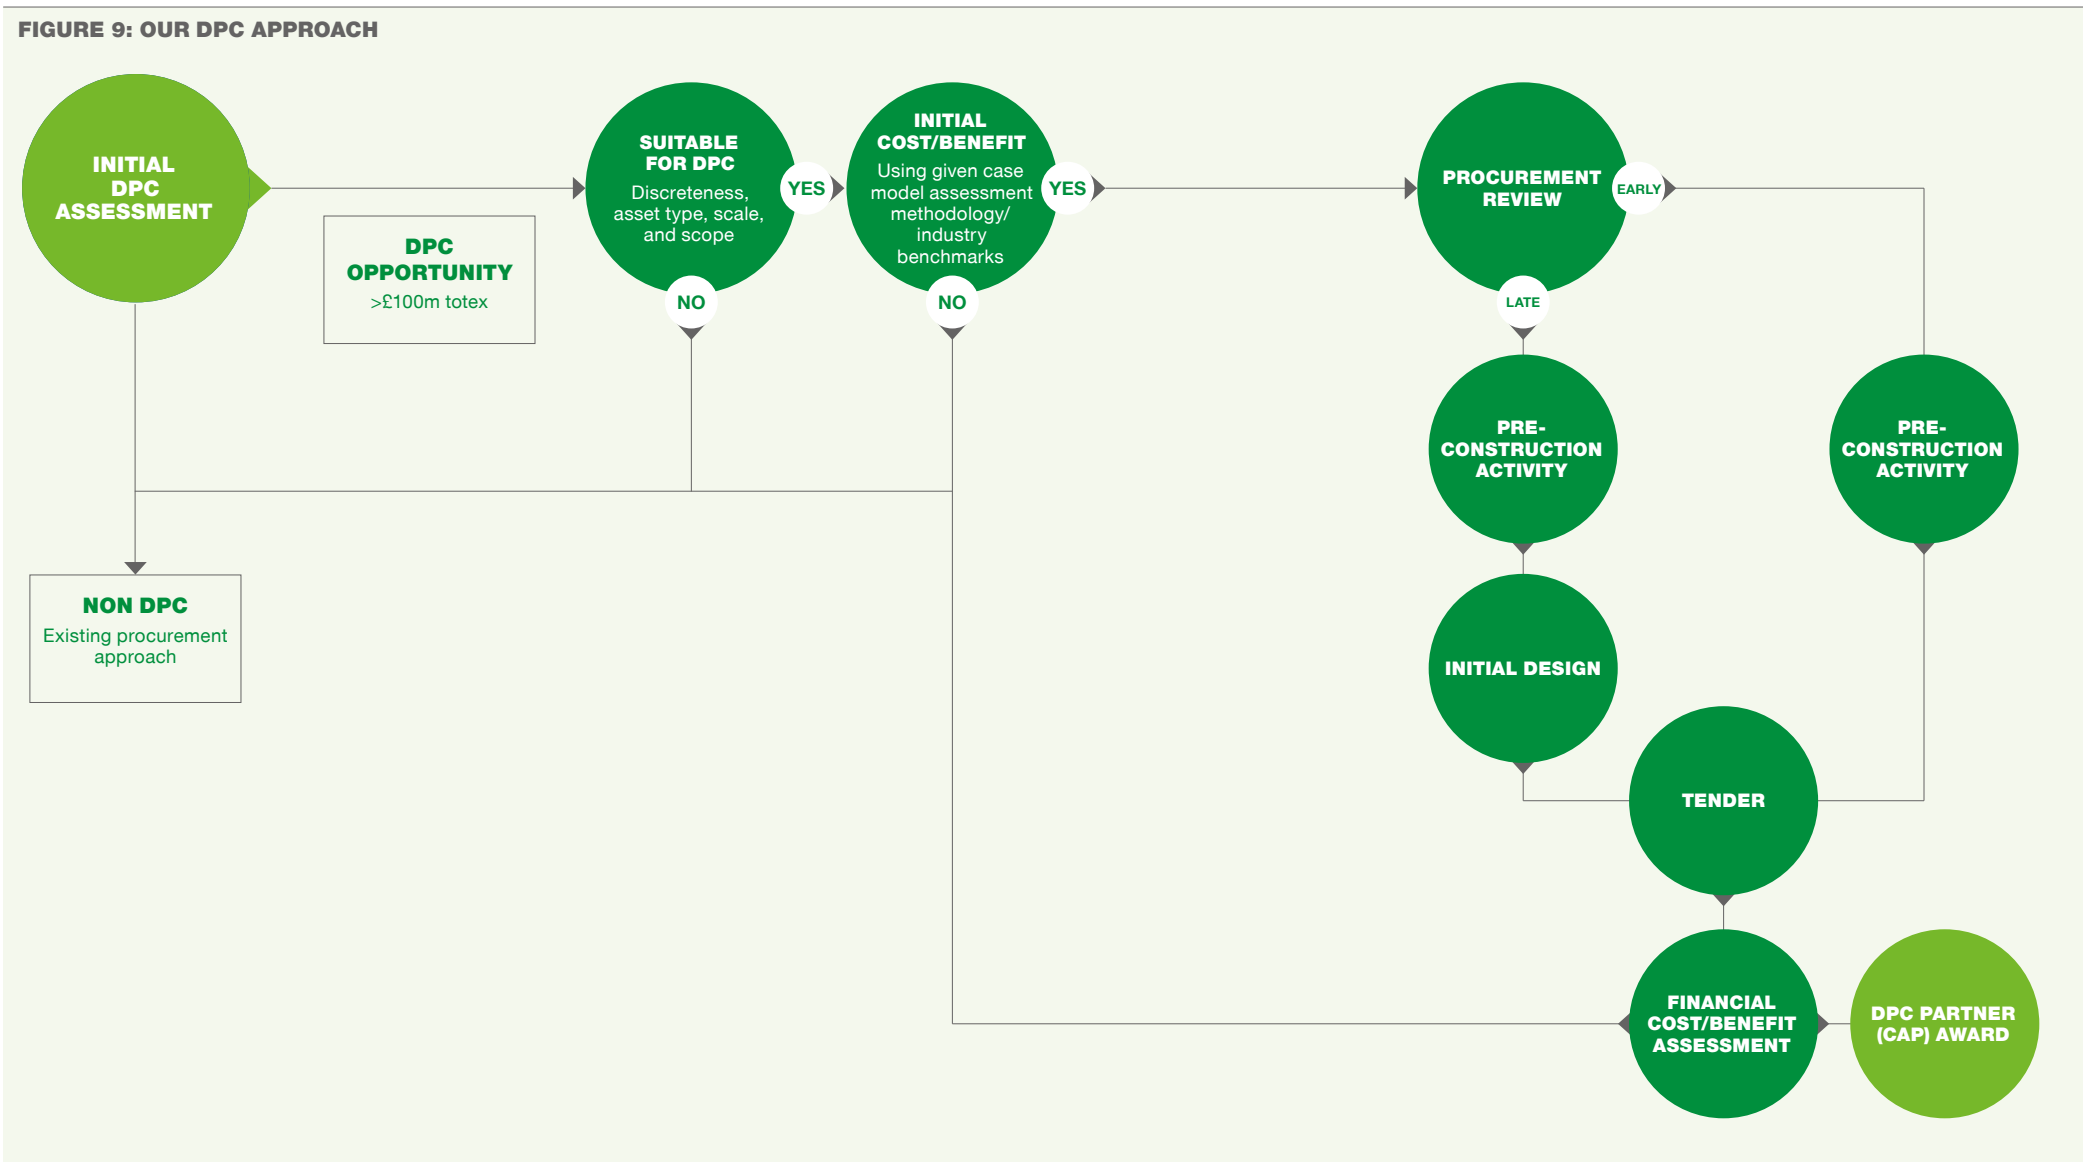 FIGURE 9: OUR DPC APPROACH
INITIAL
DPC
ASSESSMENT
DPC
OPPORTUNITY
>£100m totex
SUITABLE
FOR DPC
Discreteness,
asset type, scale,
and scope
YES
NO
INITIAL
COST/BENEFIT
Using given case
model assessment
methodology/
industry
benchmarks
YES
NO
PROCUREMENT
REVIEW
EARLY
LATE
PRE-
CONSTRUCTION
ACTIVITY
PRE-
CONSTRUCTION
ACTIVITY
NON DPC
Existing procurement
approach
INITIAL DESIGN
TENDER
FINANCIAL
COST/BENEFIT
ASSESSMENT
DPC PARTNER
(CAP) AWARD